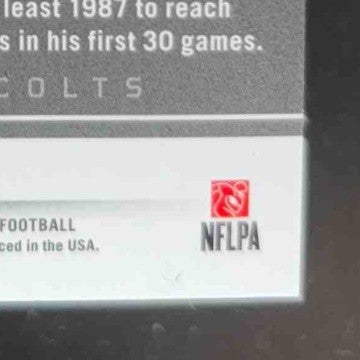 least 1987 to reach
s in his first 30 games.
COLTS
FOOTBALL
ced in the USA.
NFLPA